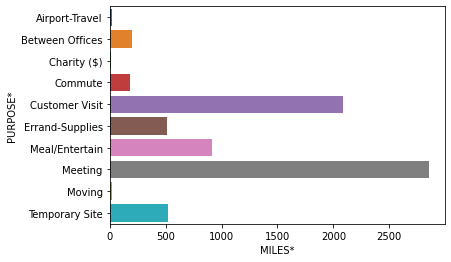 Airport-Travel
Between Offices
Charity ($)
Commute
Customer Visit
Errand-Supplies
Meal/Entertain
Meeting
Moving
Temporary Site
PURPOSE*
0 500 1000 1500 2000 2500
MILES*